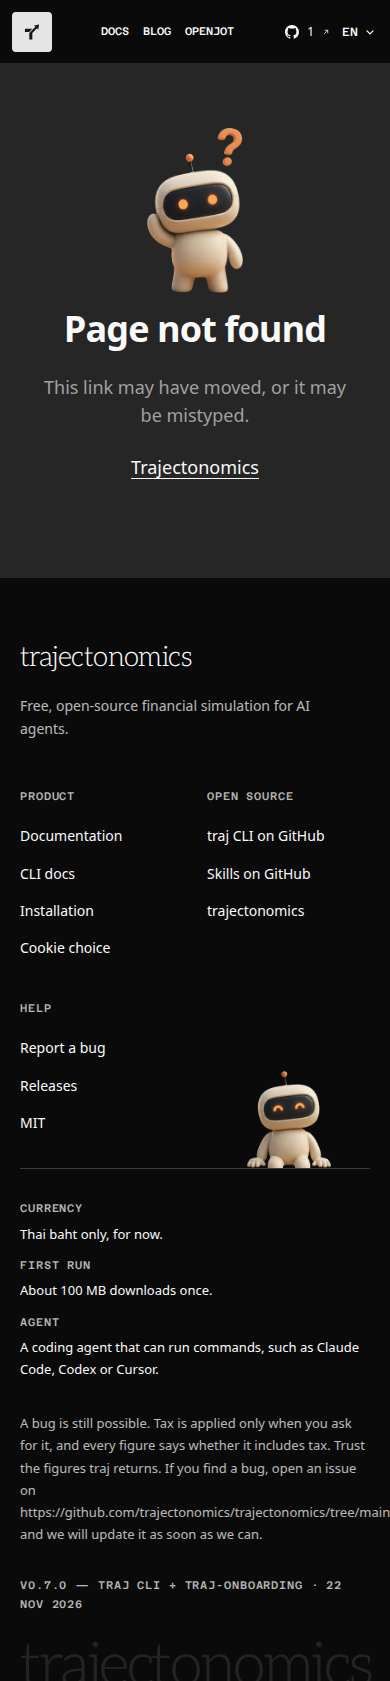 DOCS BLOG OPENJOT 1 EN
?
Page not found
This link may have moved, or it may
be mistyped.
Trajectonomics
trajectonomics
Free, open-source financial simulation for AI
agents.
PRODUCT
Documentation
CLI docs
Installation
Cookie choice
OPEN SOURCE
traj CLI on GitHub
Skills on GitHub
trajectonomics
HELP
Report a bug
Releases
MIT
CURRENCY
Thai baht only, for now.
FIRST RUN
About 100 MB downloads once.
AGENT
A coding agent that can run commands, such as Claude
Code, Codex or Cursor.
A bug is still possible. Tax is applied only when you ask
for it, and every figure says whether it includes tax. Trust
the figures traj returns. If you find a bug, open an issue
on
https://github.com/trajectonomics/trajectonomics/tree/main
and we will update it as soon as we can.
V0.7.0 — TRAJ CLI + TRAJ-ONBOARDING · 22
NOV 2026
trajectonomics